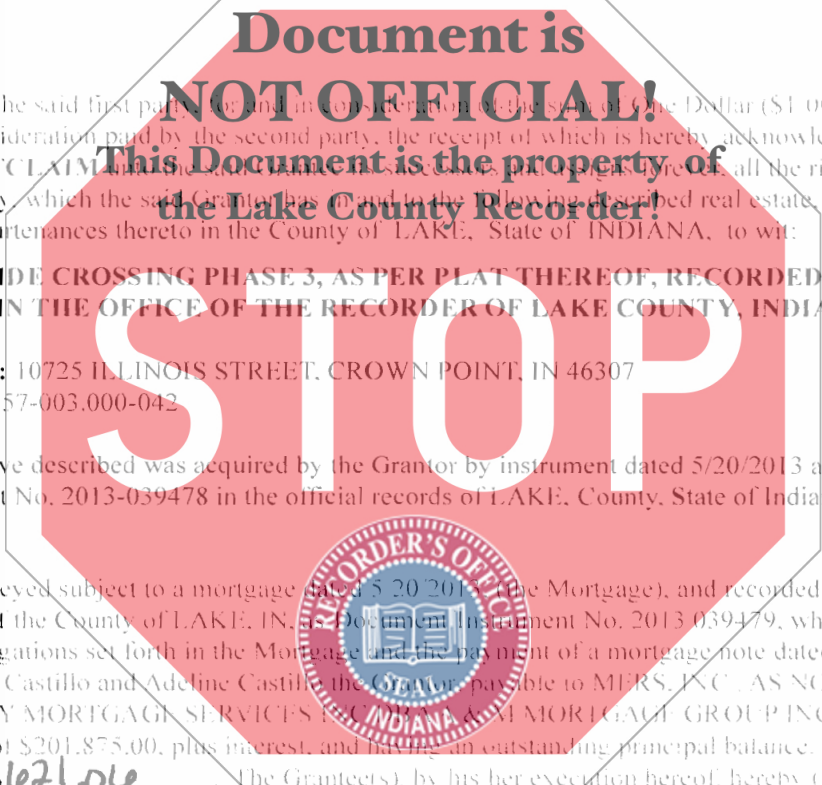 Document is
NOT OFFICIAL!
he said first party, for and in consideration of the sum of One Dollar ($1.00
ideration paid by the second party, the receipt of which is hereby acknowle
This Document is the property of
CLAIM unto the said Grantee its successors and assigns forever, all the ri
the Lake County Recorder!
y, which the said Grantor has in and to the following described real estate,
rtenances thereto in the County of LAKE, State of INDIANA, to wit:
DE CROSSING PHASE 3, AS PER PLAT THEREOF, RECORDED
N THE OFFICE OF THE RECORDER OF LAKE COUNTY, INDIA
STOP
: 10725 ILLINOIS STREET, CROWN POINT, IN 46307
57-003.000-042
ve described was acquired by the Grantor by instrument dated 5/20/2013 a
t No. 2013-039478 in the official records of LAKE, County, State of India
RECORDER'S OFFICE
SEAL
INDIANA
eyed subject to a mortgage dated 5/20/2013, (the Mortgage), and recorded
d the County of LAKE, IN, as Document Instrument No. 2013 039479, wh
gations set forth in the Mortgage and the payment of a mortgage note date
Castillo and Adeline Castillo the Grantor, payable to MERS, INC., AS NO
Y MORTGAGE SERVICES MORTGAGE GROUP INC
$201,875.00, plus interest, and having an outstanding principal balance.
The Grantee(s), by his her execution hereof, hereby